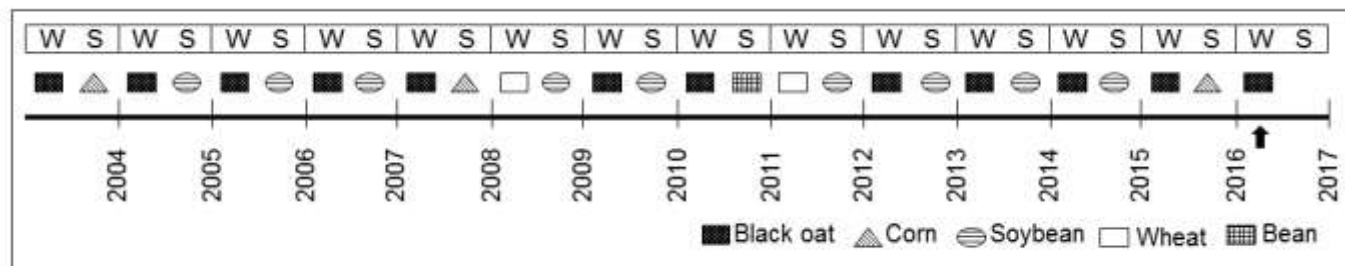 W S W S W S W S W S W S W S W S W S W S W S W S W S W S
2004 2005 2006 2007 2008 2009 2010 2011 2012 2013 2014 2015 2016 2017
Black oat Corn Soybean Wheat Bean